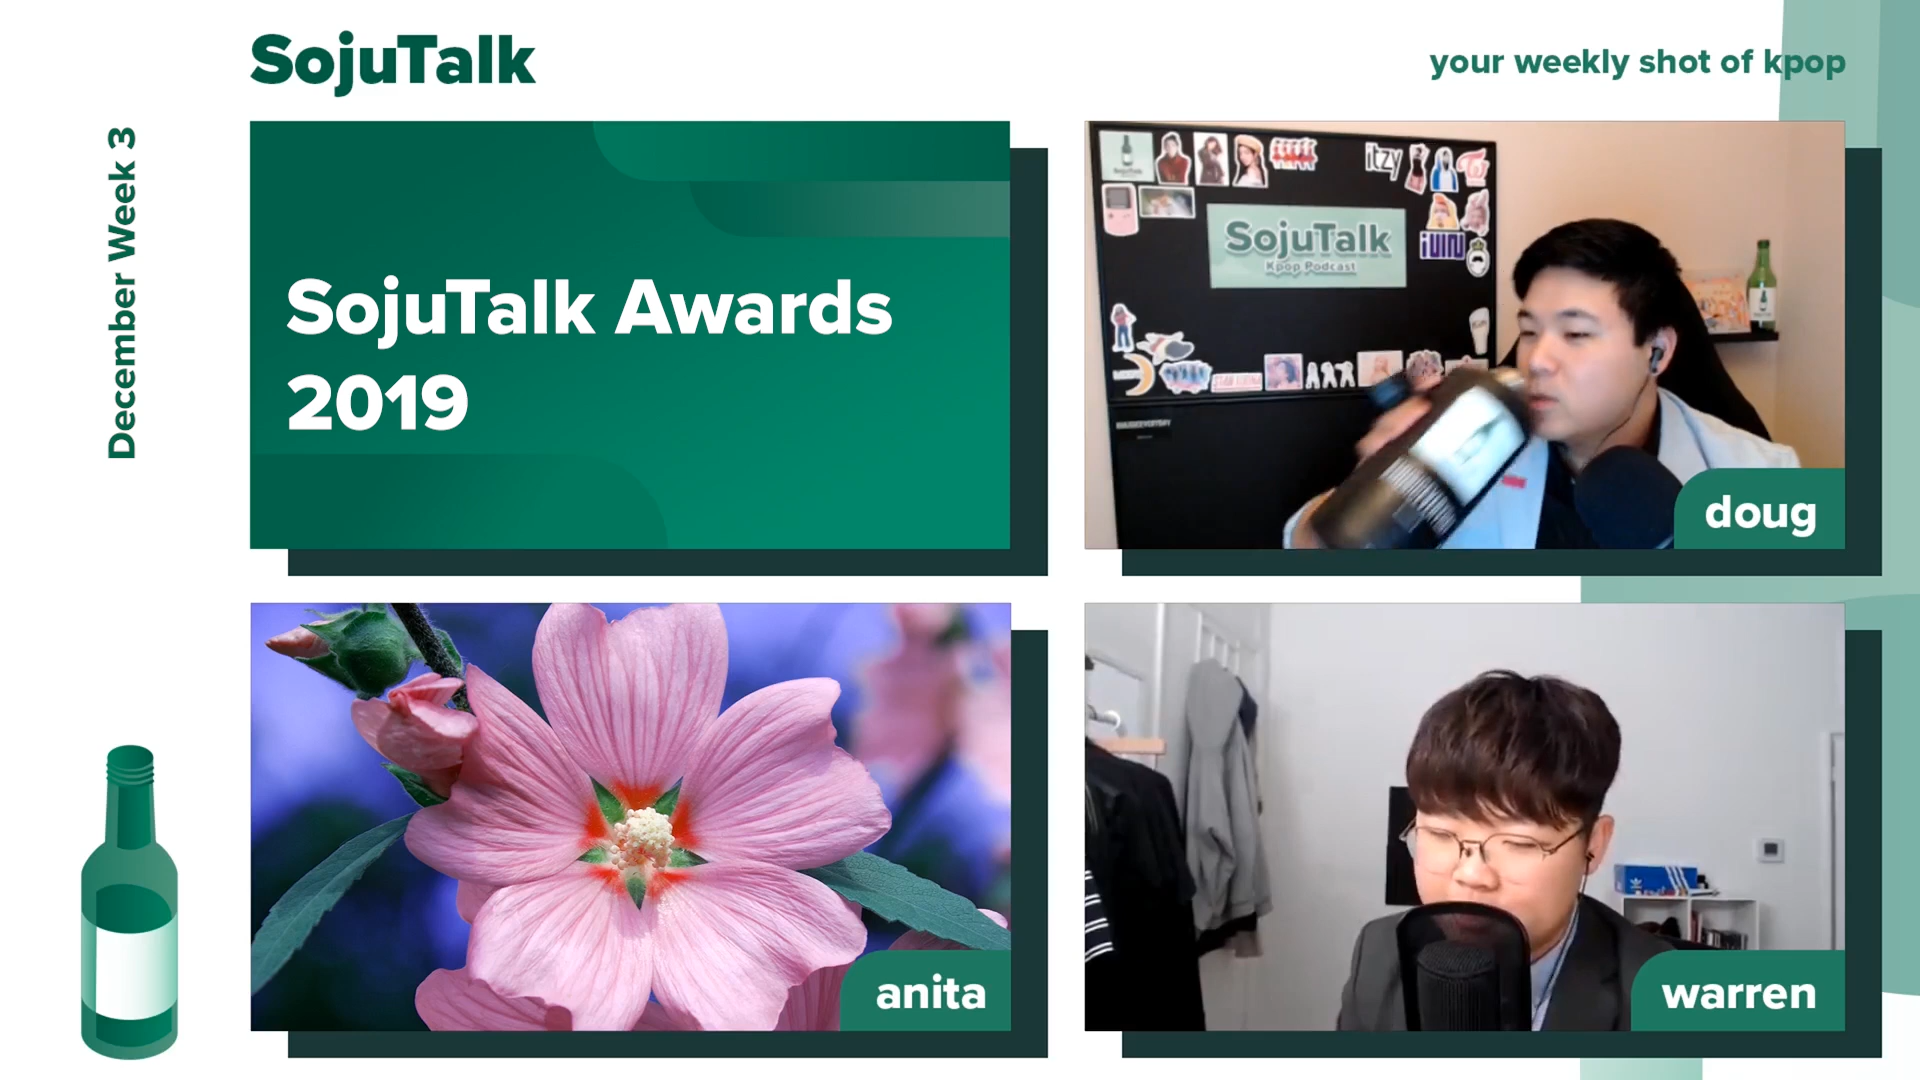 SojuTalk
your weekly shot of kpop
December Week 3
SojuTalk Awards
2019
itzy
SojuTalk
Kpop Podcast
doug
anita
warren